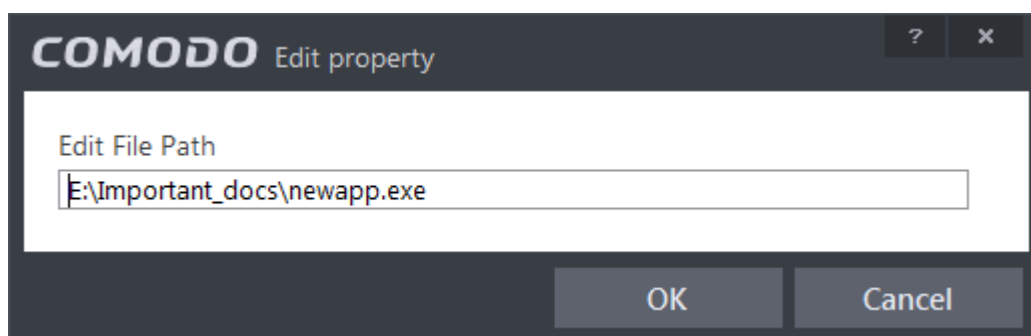 COMODO Edit property ? ×
Edit File Path
E:\Important_docs\newapp.exe
OK Cancel